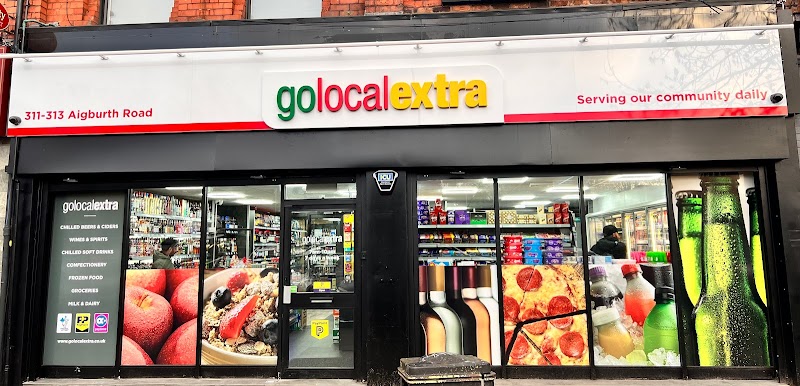 golocalextra
311-313 Aigburth Road
Serving our community daily
golocalextra
CHILLED BEERS & CIDERS
WINES & SPIRITS
CHILLED SOFT DRINKS
CONFECTIONERY
FROZEN FOOD
GROCERIES
MILK & DAIRY
www.golocalextra.co.uk